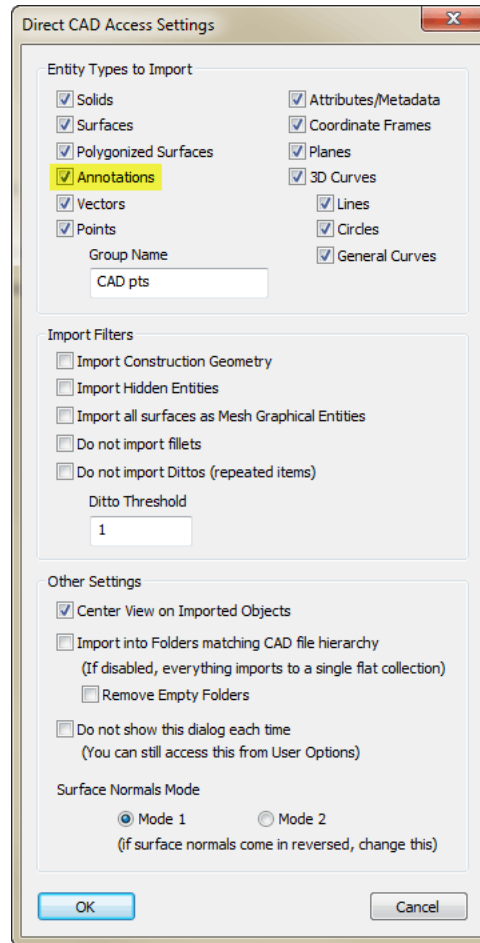 Direct CAD Access Settings
Entity Types to Import
Solids
Surfaces
Polygonized Surfaces
Annotations
Vectors
Points
Group Name
CAD pts
Attributes/Metadata
Coordinate Frames
Planes
3D Curves
Lines
Circles
General Curves
Import Filters
Import Construction Geometry
Import Hidden Entities
Import all surfaces as Mesh Graphical Entities
Do not import fillets
Do not import Dittos (repeated items)
Ditto Threshold
1
Other Settings
Center View on Imported Objects
Import into Folders matching CAD file hierarchy
(If disabled, everything imports to a single flat collection)
Remove Empty Folders
Do not show this dialog each time
(You can still access this from User Options)
Surface Normals Mode
Mode 1 Mode 2
(if surface normals come in reversed, change this)
OK Cancel